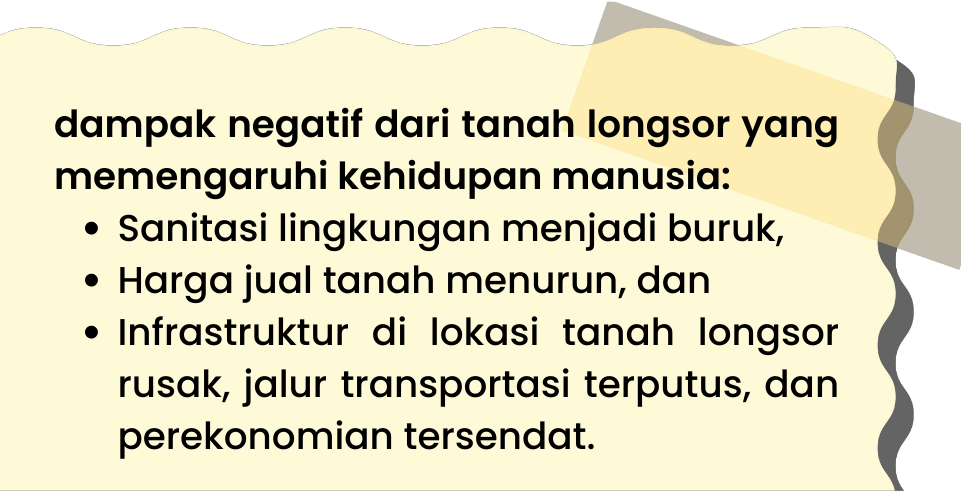 dampak negatif dari tanah longsor yang
memengaruhi kehidupan manusia:
• Sanitasi lingkungan menjadi buruk,
• Harga jual tanah menurun, dan
• Infrastruktur di lokasi tanah longsor
rusak, jalur transportasi terputus, dan
perekonomian tersendat.